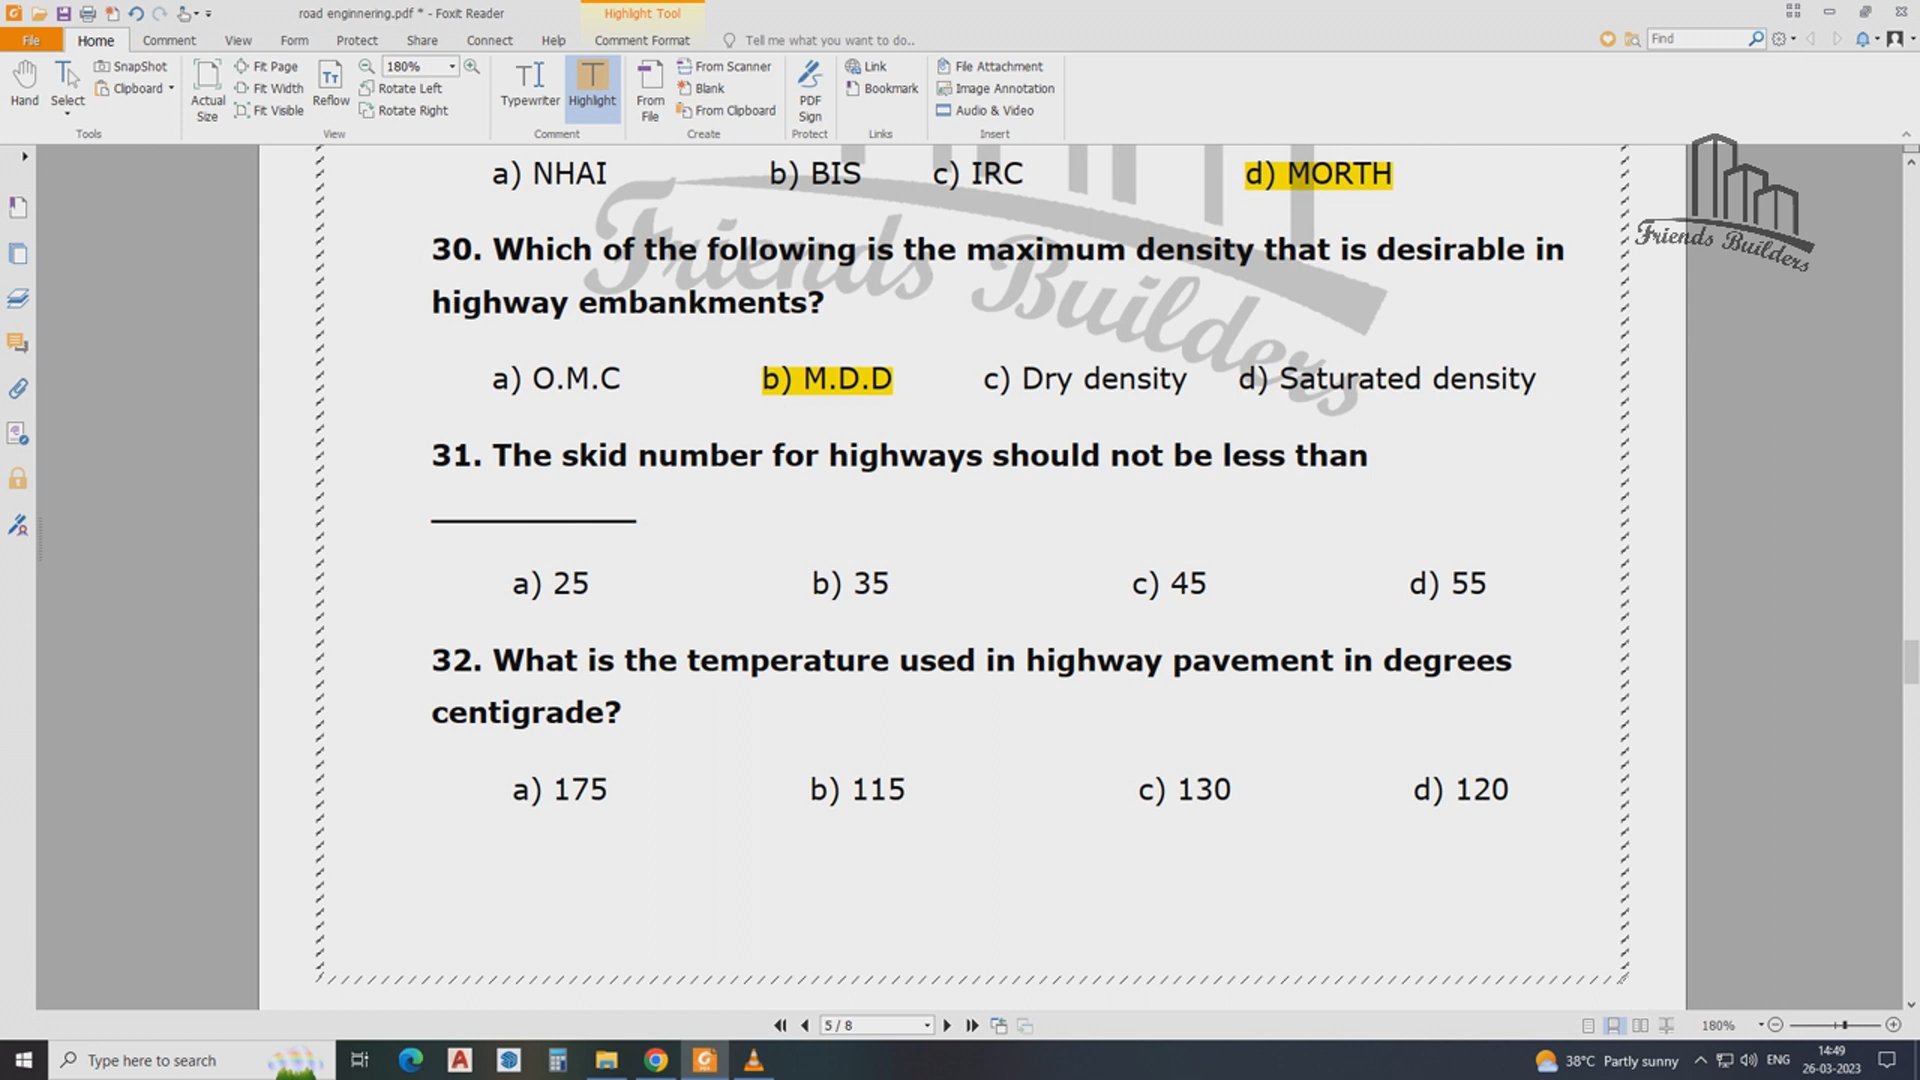 road enginnering.pdf * - Foxit Reader
Highlight Tool
File
Home
Comment
View
Form
Protect
Share
Connect
Help
Comment Format
Tell me what you want to do..
Find
Hand
Select
SnapShot
Clipboard
Tools
Actual Size
Fit Page
Fit Width
Fit Visible
Reflow
180%
Rotate Left
Rotate Right
View
Typewriter
Highlight
Comment
From File
From Scanner
Blank
From Clipboard
Create
PDF Sign
Protect
Link
Bookmark
Links
File Attachment
Image Annotation
Audio & Video
Insert
Friends Builders
Friends Builders
a) NHAI b) BIS c) IRC d) MORTH
30. Which of the following is the maximum density that is desirable in
highway embankments?
a) O.M.C b) M.D.D c) Dry density d) Saturated density
31. The skid number for highways should not be less than
____________
a) 25 b) 35 c) 45 d) 55
32. What is the temperature used in highway pavement in degrees
centigrade?
a) 175 b) 115 c) 130 d) 120
5 / 8
180%
Type here to search
38°C Partly sunny
ENG
14:49
26-03-2023